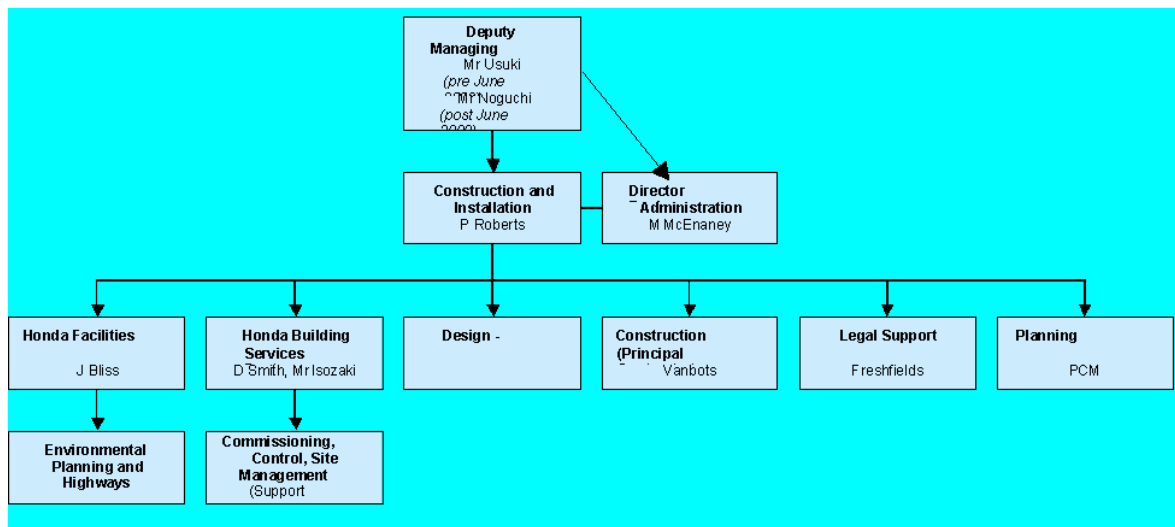 Deputy
Managing
Mr Usuki
(pre June
Mr Noguchi
(post June
Construction and
Installation
P Roberts
Director
Administration
M McEnaney
Honda Facilities
J Bliss
Honda Building
Services
D Smith, Mr Isozaki
Design -
Construction
(Principal
Vanbots
Legal Support
Freshfields
Planning
PCM
Environmental
Planning and
Highways
Commissioning,
Control, Site
Management
(Support